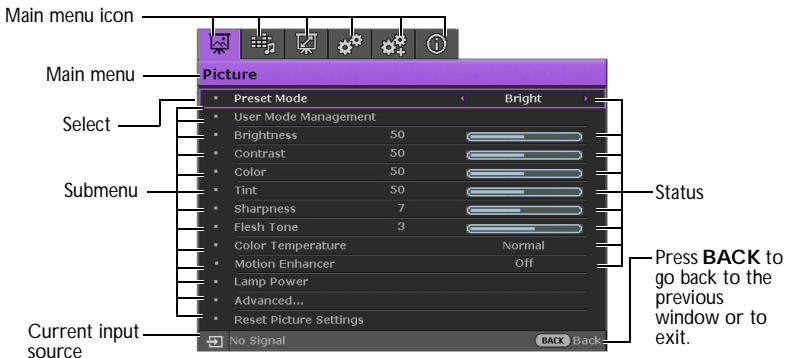 Main menu icon
Main menu
Picture
Select
Preset Mode Bright
User Mode Management
Brightness 50
Contrast 50
Color 50
Submenu
Tint 50
Status
Sharpness 7
Flesh Tone 3
Color Temperature Normal
Motion Enhancer Off
Lamp Power
Advanced...
Reset Picture Settings
Press BACK to
go back to the
previous
window or to
exit.
Current input
source
No Signal
BACK Back